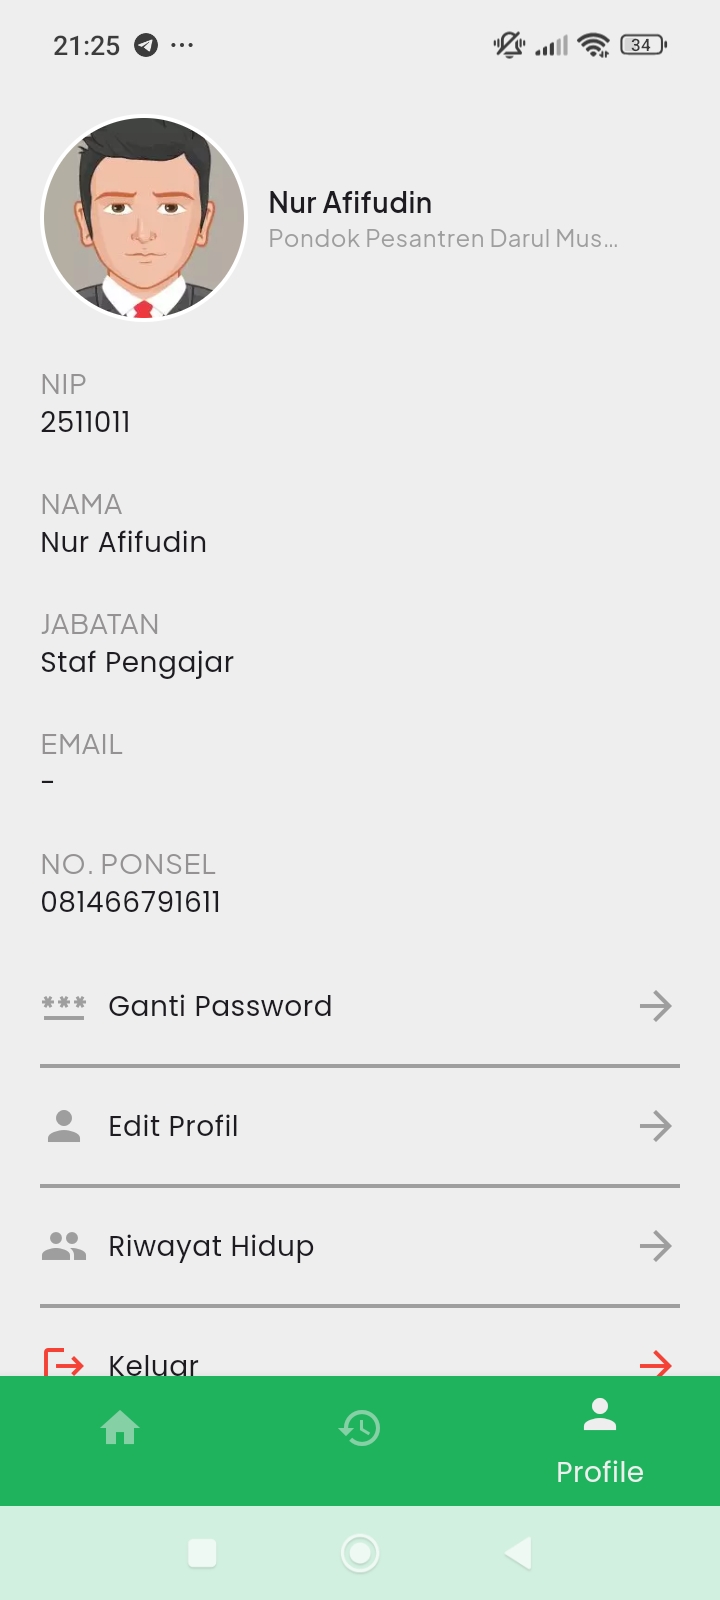 21:25
34
Nur Afifudin
Pondok Pesantren Darul Mus...
NIP
2511011
NAMA
Nur Afifudin
JABATAN
Staf Pengajar
EMAIL
-
NO. PONSEL
081466791611
Ganti Password
Edit Profil
Riwayat Hidup
Keluar
Profile